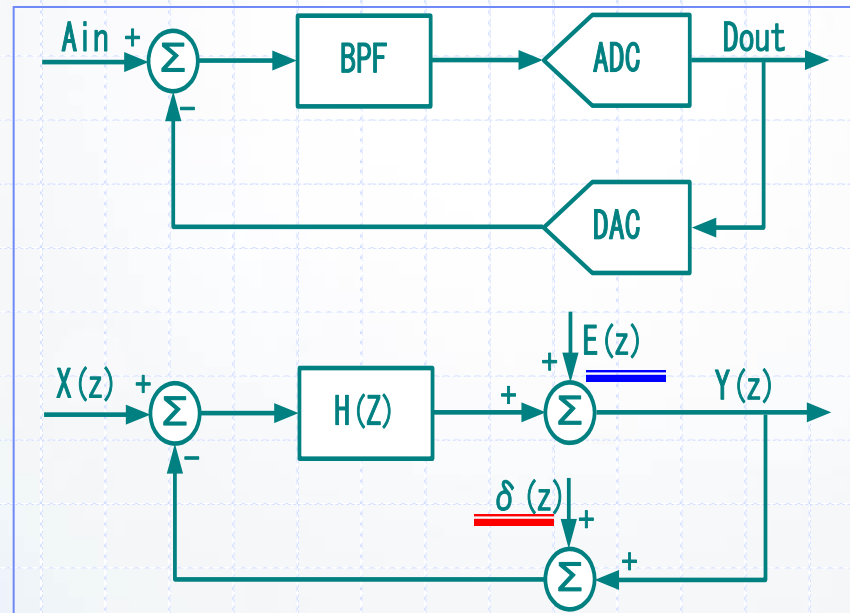 Ain + Σ BPF ADC Dout
−
DAC
E(z)
+
X(z) + Σ H(Z) + Σ Y(z)
−
δ(z) +
Σ +